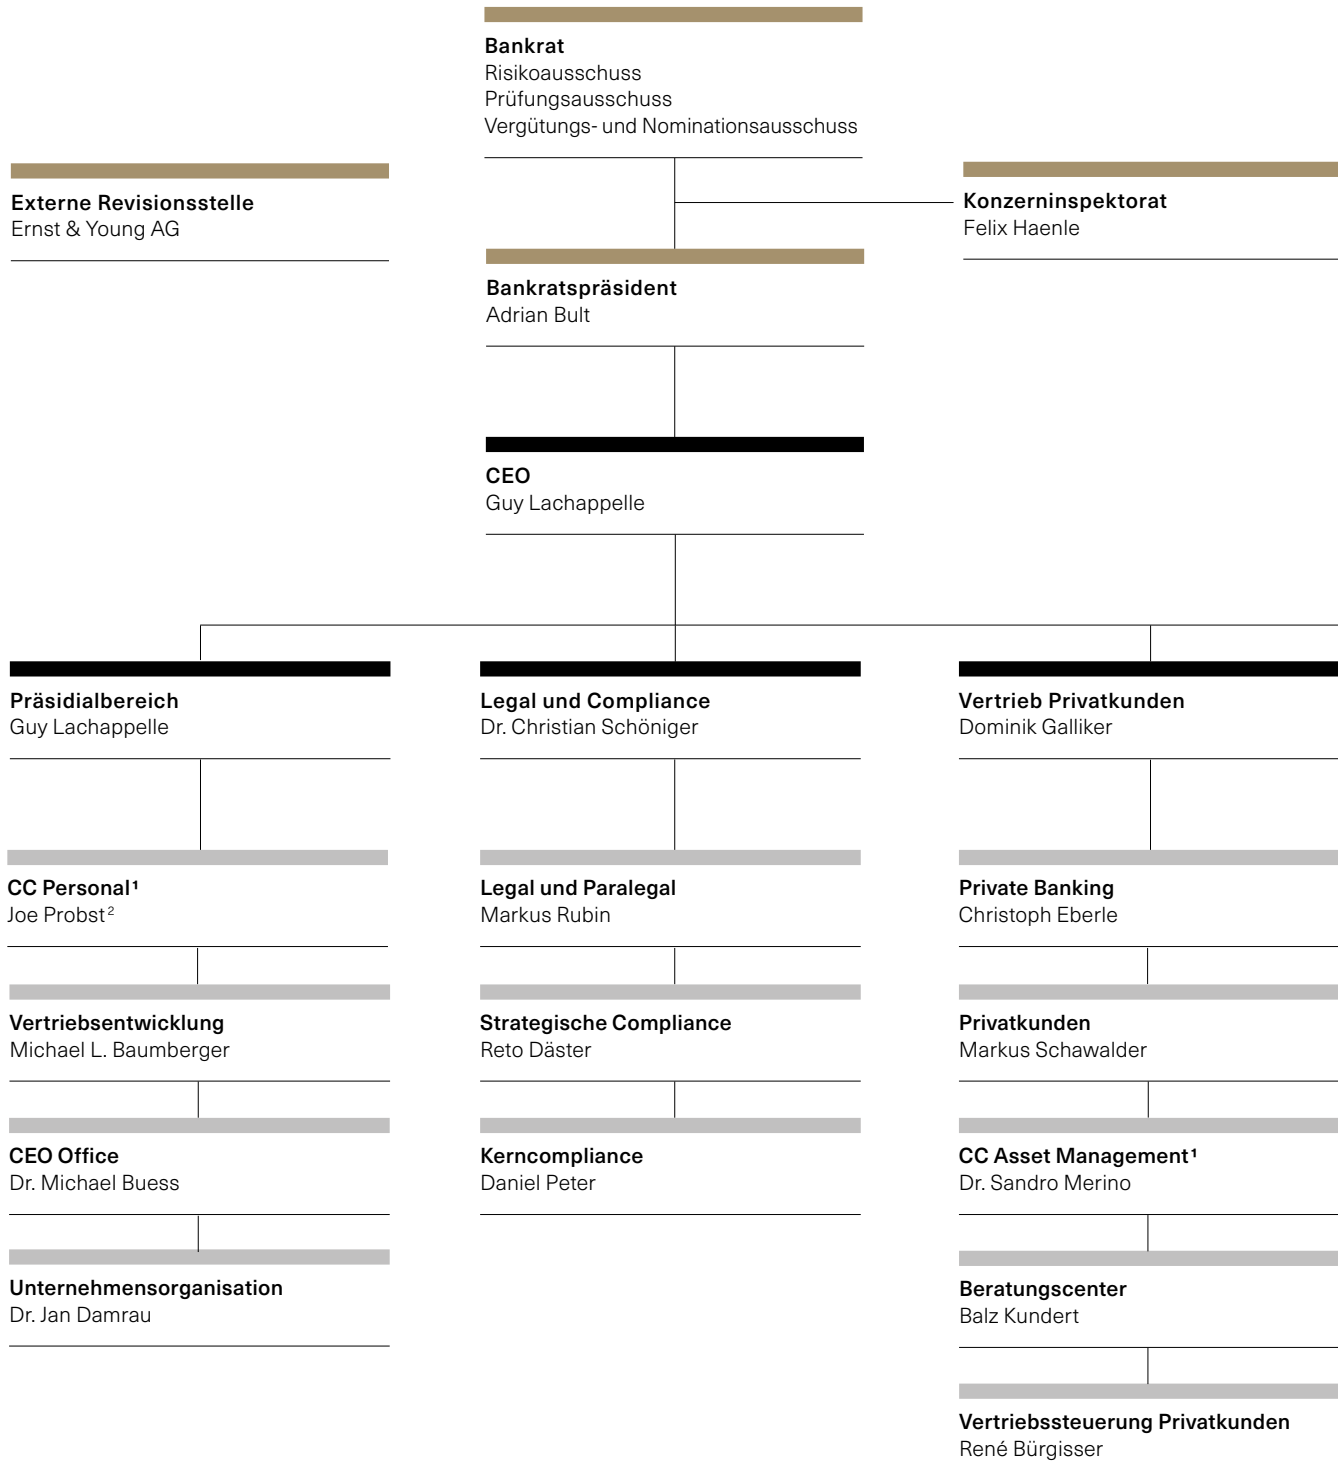 Bankrat
Risikoausschuss
Prüfungsausschuss
Vergütungs- und Nominationsausschuss
Externe Revisionsstelle
Ernst & Young AG
Konzerninspektorat
Felix Haenle
Bankratspräsident
Adrian Bult
CEO
Guy Lachappelle
Präsidialbereich
Guy Lachappelle
CC Personal¹
Joe Probst²
Vertriebsentwicklung
Michael L. Baumberger
CEO Office
Dr. Michael Buess
Unternehmensorganisation
Dr. Jan Damrau
Legal und Compliance
Dr. Christian Schöniger
Legal und Paralegal
Markus Rubin
Strategische Compliance
Reto Däster
Kerncompliance
Daniel Peter
Vertrieb Privatkunden
Dominik Galliker
Private Banking
Christoph Eberle
Privatkunden
Markus Schawalder
CC Asset Management¹
Dr. Sandro Merino
Beratungscenter
Balz Kundert
Vertriebssteuerung Privatkunden
René Bürgisser